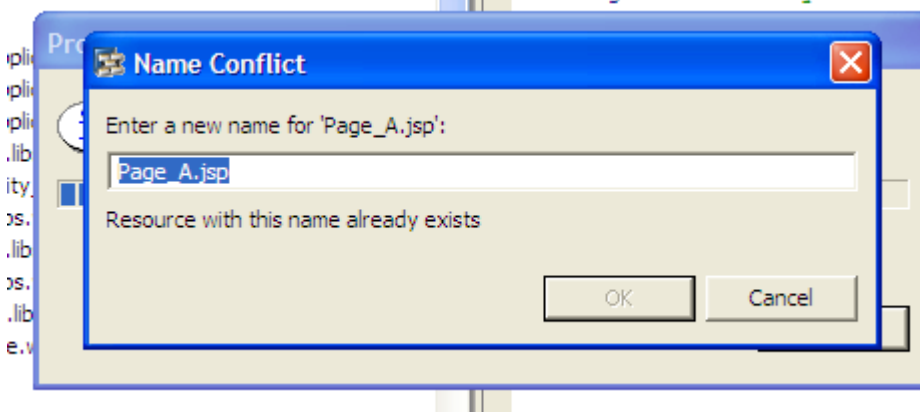 Name Conflict
Enter a new name for 'Page_A.jsp':
Page_A.jsp
Resource with this name already exists
OK
Cancel